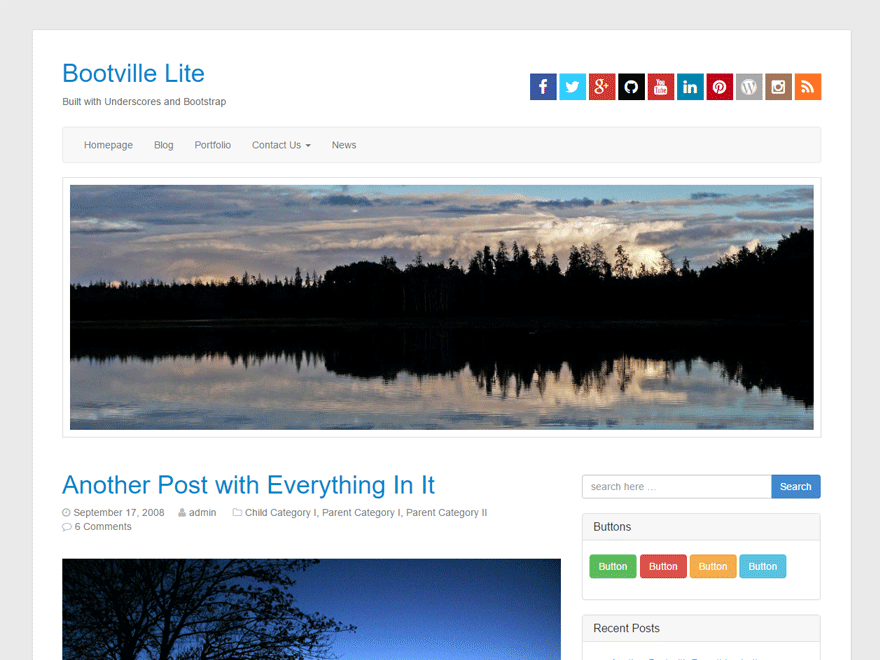 Bootville Lite
Built with Underscores and Bootstrap
Homepage Blog Portfolio Contact Us News
Another Post with Everything In It
September 17, 2008 admin Child Category I, Parent Category I, Parent Category II
6 Comments
search here ... Search
Buttons
Button Button Button Button
Recent Posts